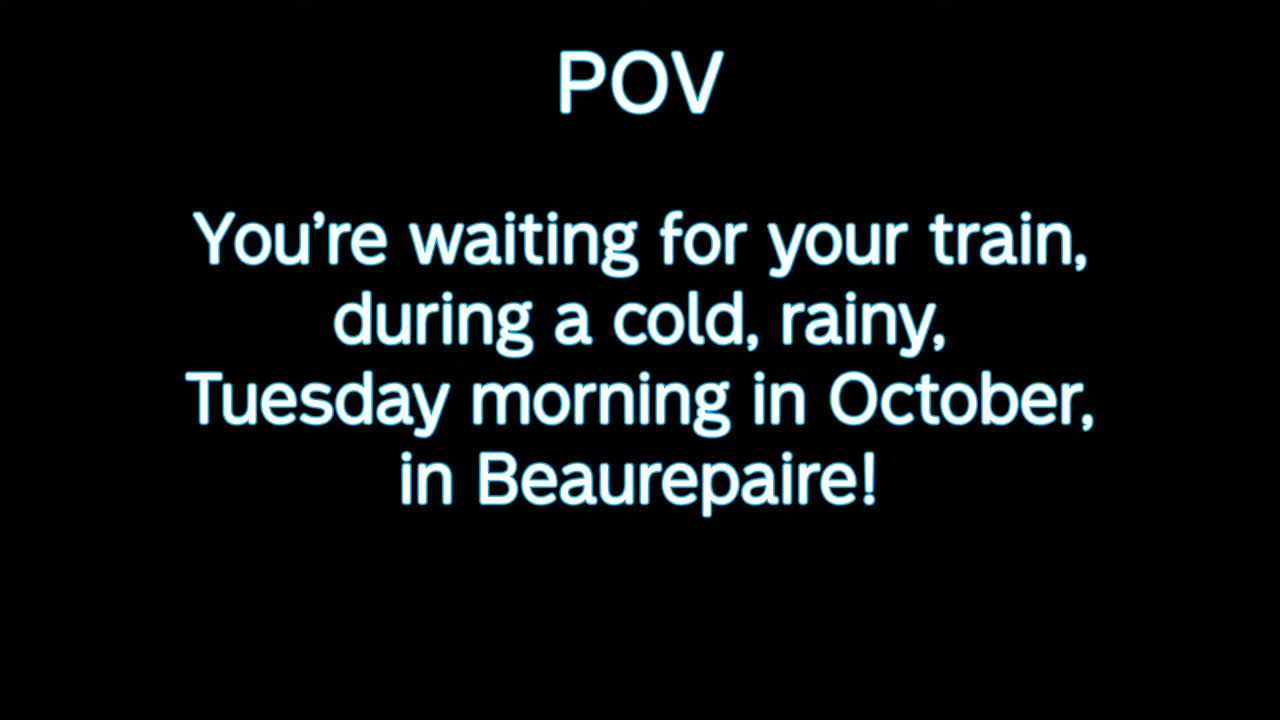 POV
You’re waiting for your train,
during a cold, rainy,
Tuesday morning in October,
in Beaurepaire!